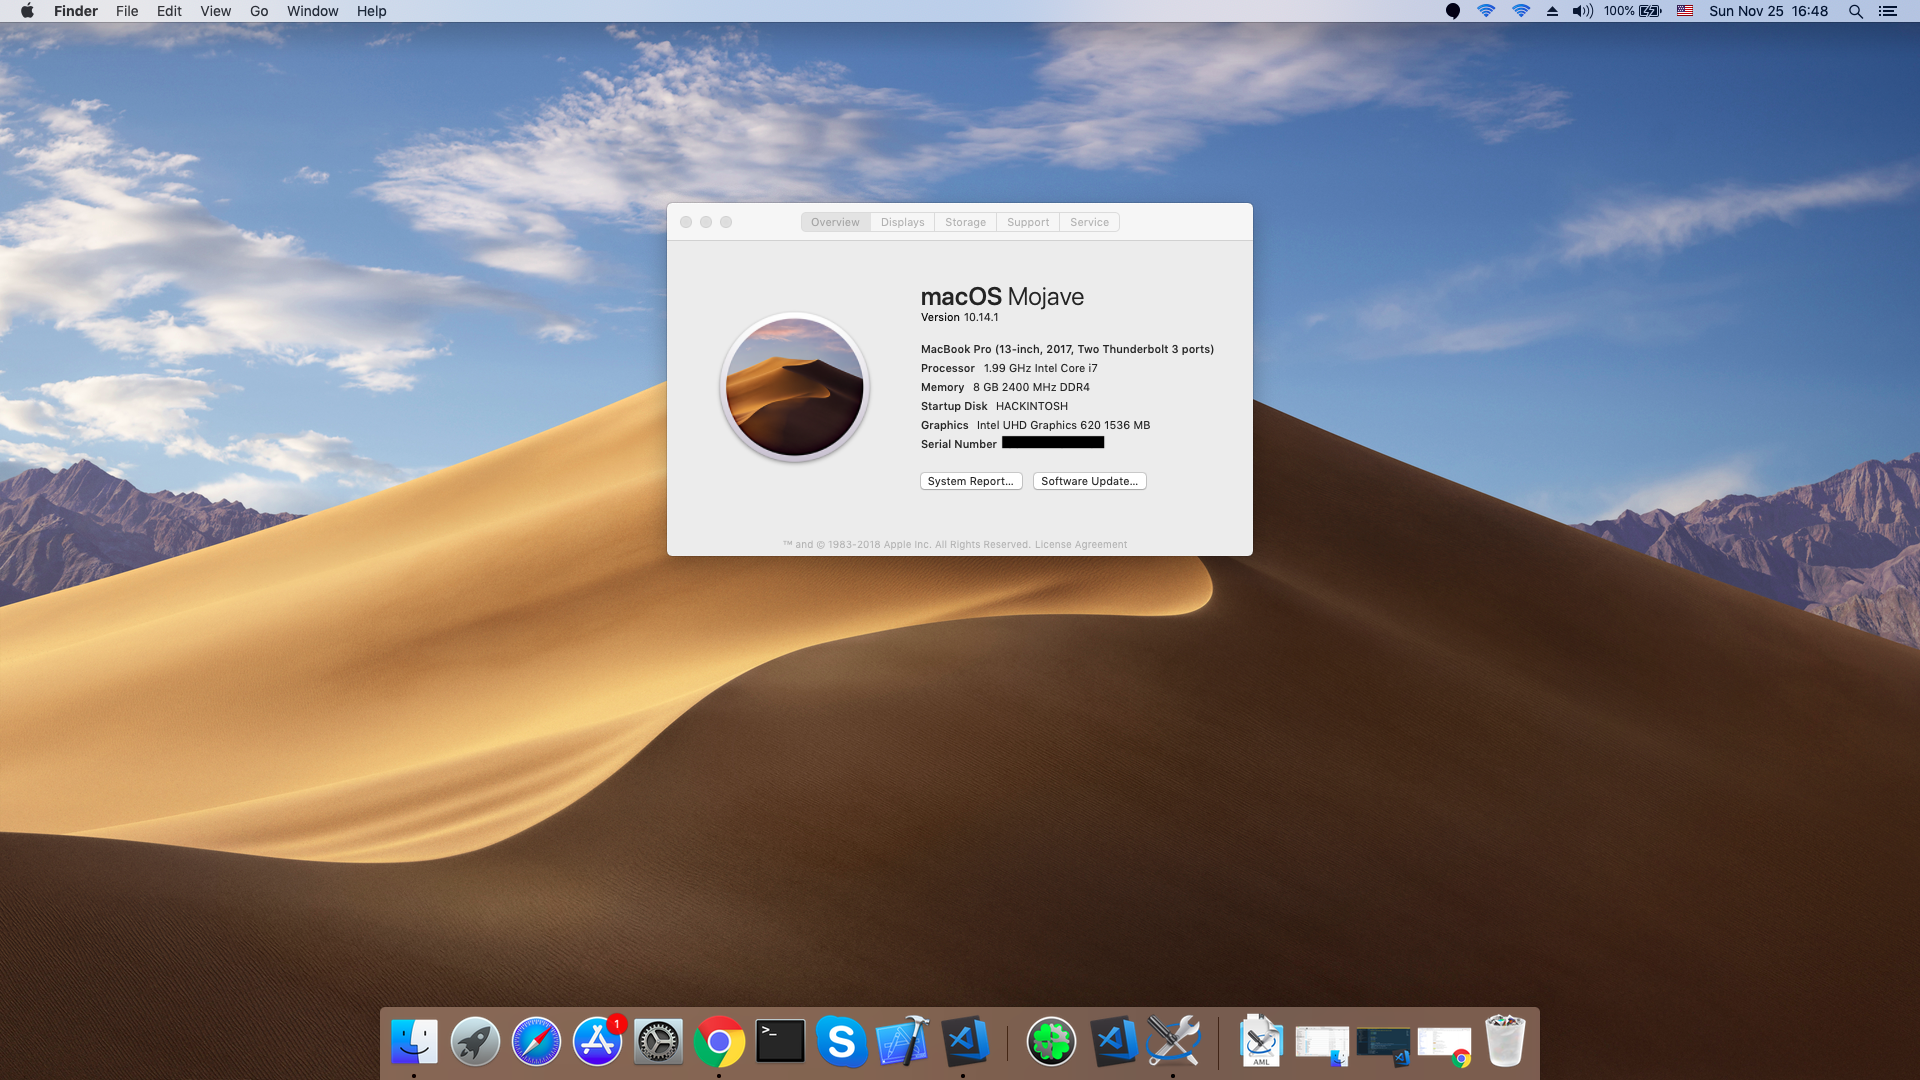 Finder File Edit View Go Window Help 100% Sun Nov 25 16:48
Overview Displays Storage Support Service
macOS Mojave
Version 10.14.1
MacBook Pro (13-inch, 2017, Two Thunderbolt 3 ports)
Processor 1.99 GHz Intel Core i7
Memory 8 GB 2400 MHz DDR4
Startup Disk HACKINTOSH
Graphics Intel UHD Graphics 620 1536 MB
Serial Number
System Report... Software Update...
™ and © 1983-2018 Apple Inc. All Rights Reserved. License Agreement
1
>_
S
AML